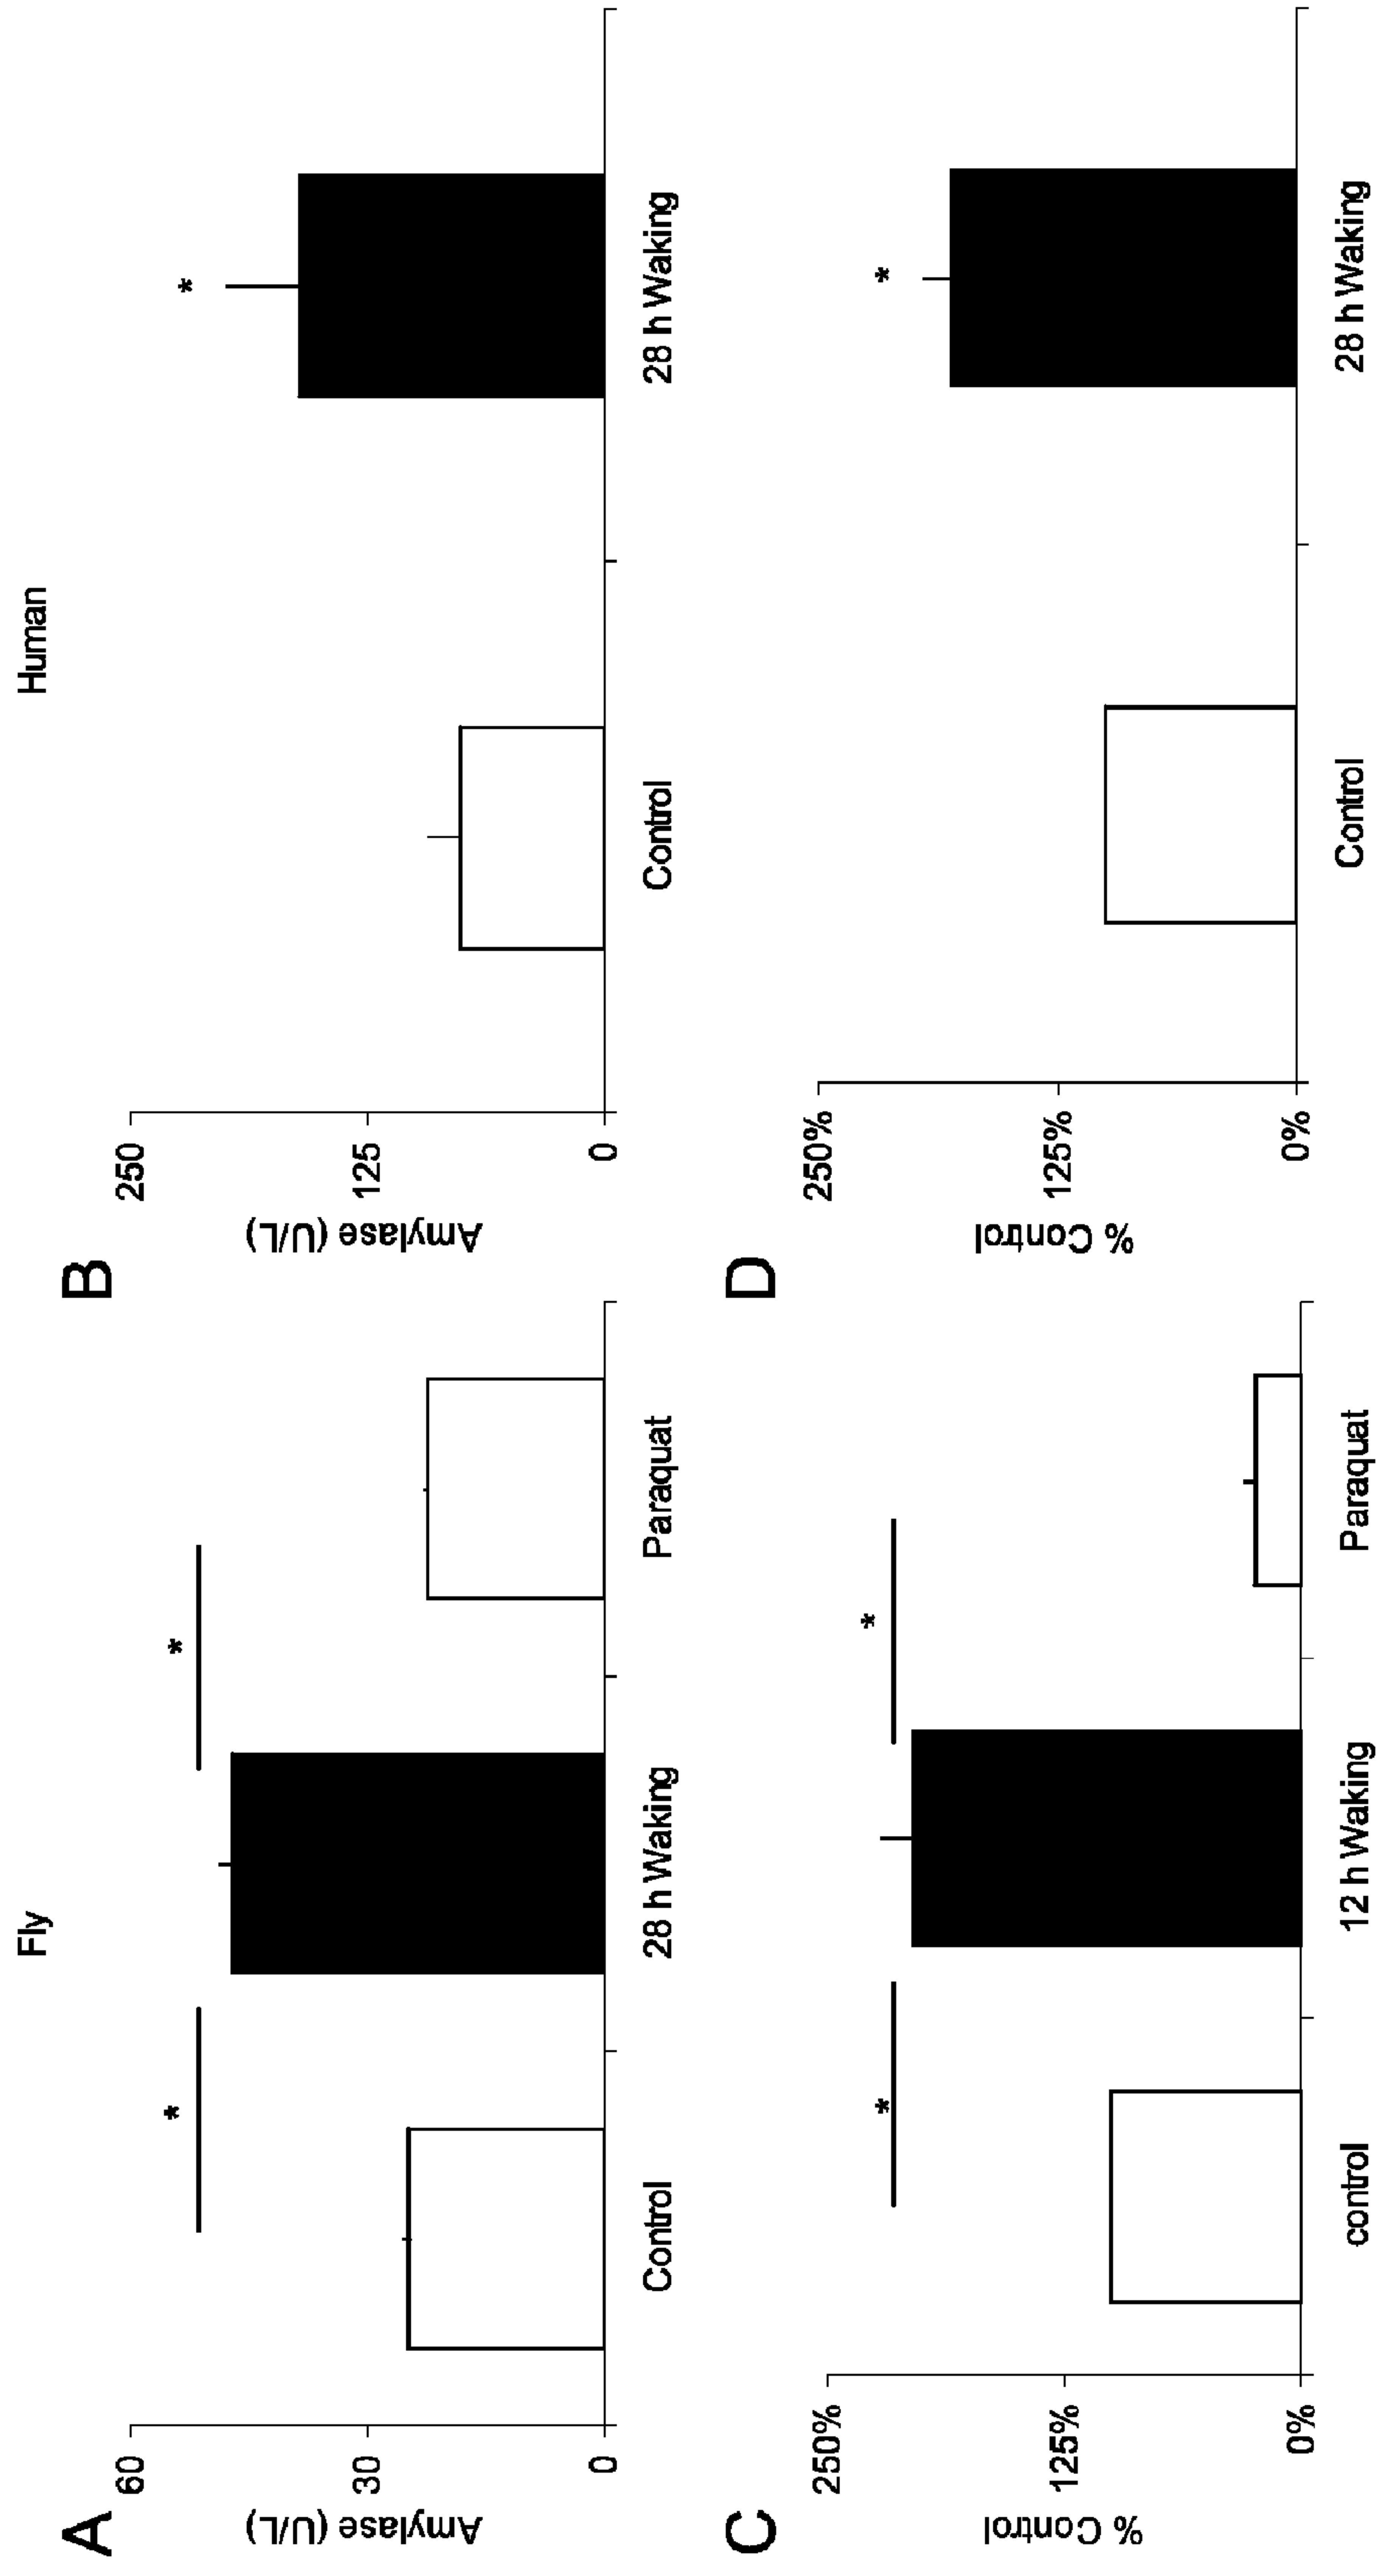 Fly
Human
A
Amylase (U/L)
60
30
0
*
*
Control
28 h Waking
Paraquat
B
Amylase (U/L)
250
125
0
*
Control
28 h Waking
C
% Control
250%
125%
0%
*
*
control
12 h Waking
Paraquat
D
% Control
250%
125%
0%
*
Control
28 h Waking